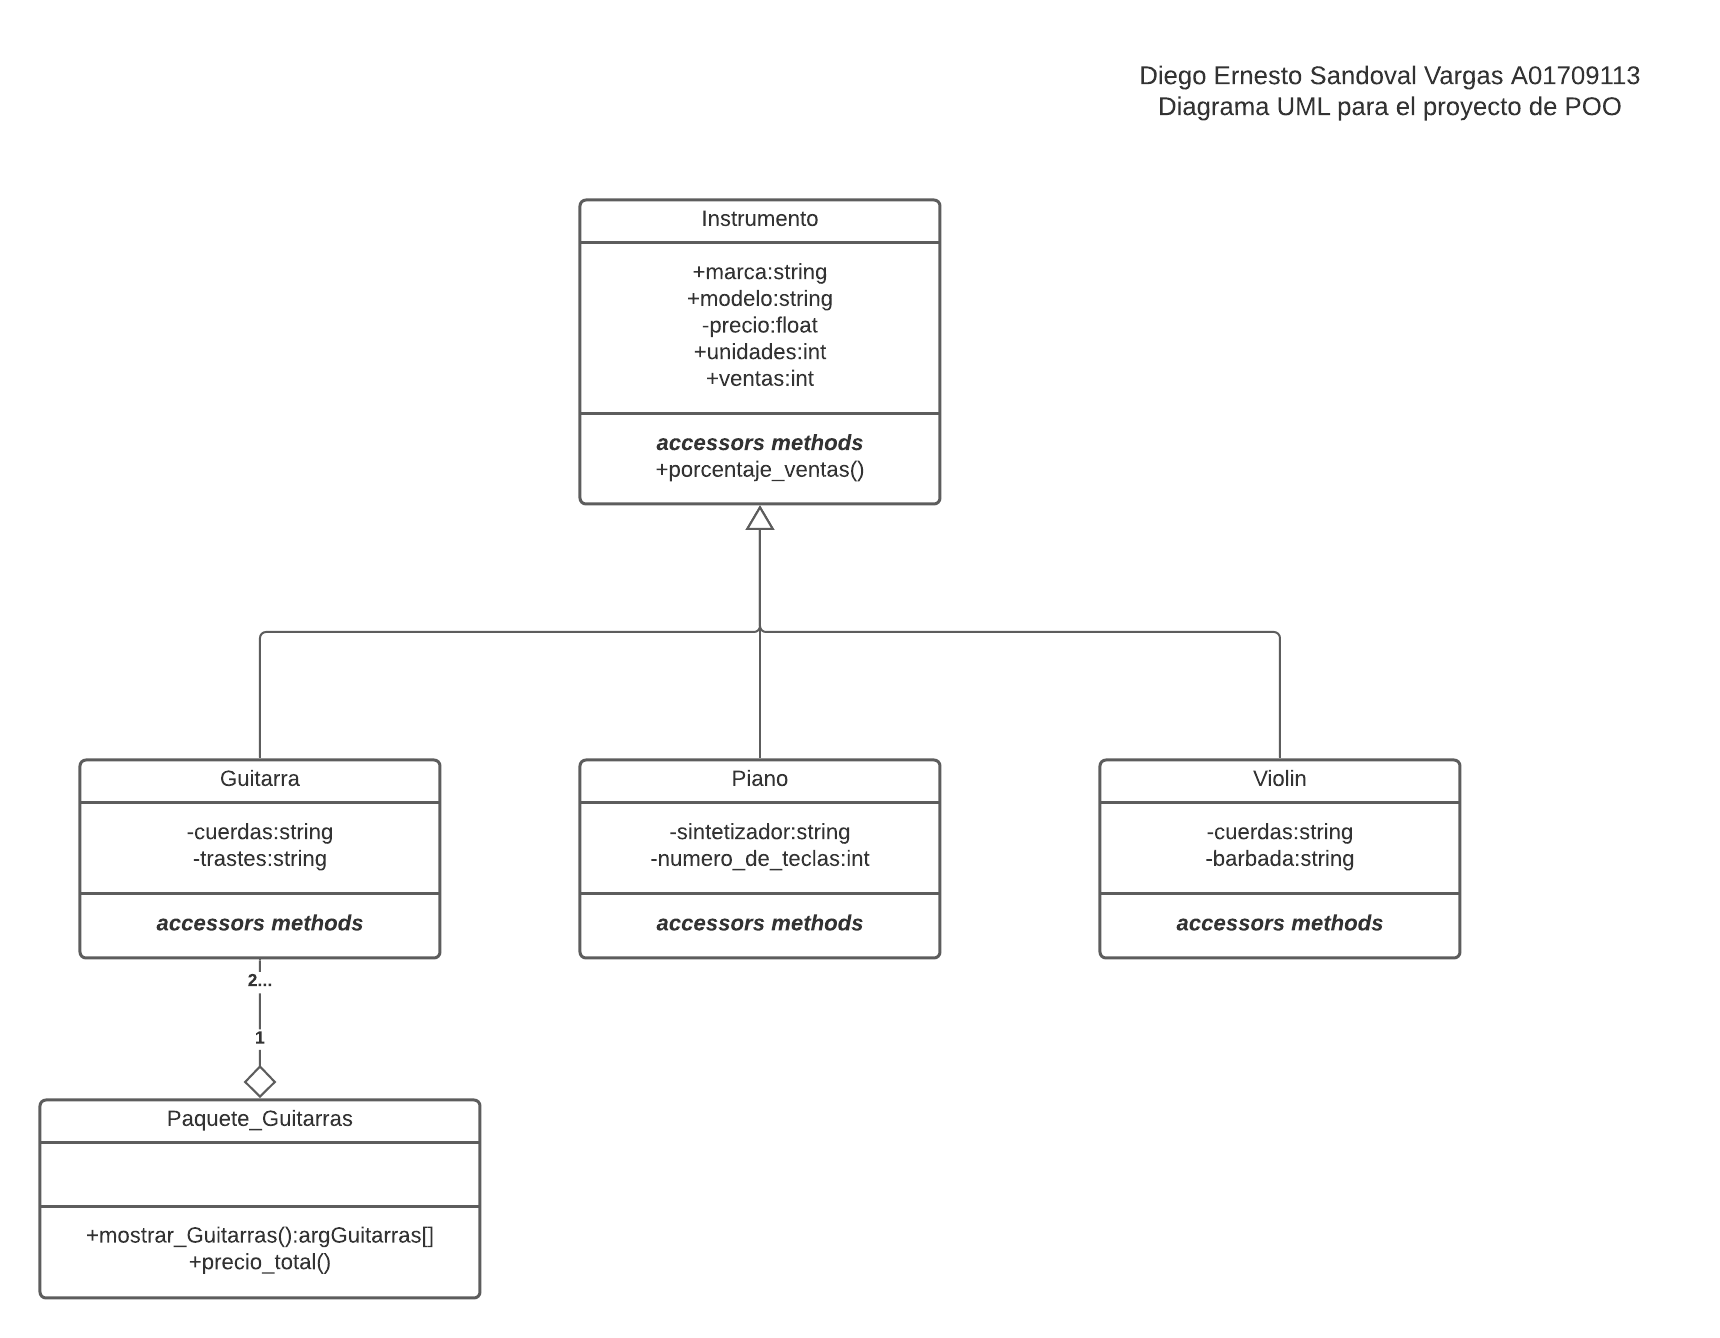 Diego Ernesto Sandoval Vargas A01709113
Diagrama UML para el proyecto de POO
Instrumento
+marca:string
+modelo:string
-precio:float
+unidades:int
+ventas:int
accessors methods
+porcentaje_ventas()
Guitarra
-cuerdas:string
-trastes:string
accessors methods
Piano
-sintetizador:string
-numero_de_teclas:int
accessors methods
Violin
-cuerdas:string
-barbada:string
accessors methods
2...
1
Paquete_Guitarras
+mostrar_Guitarras():argGuitarras[]
+precio_total()